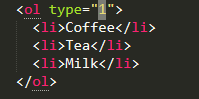 <ol type="1">
<li>Coffee</li>
<li>Tea</li>
<li>Milk</li>
</ol>